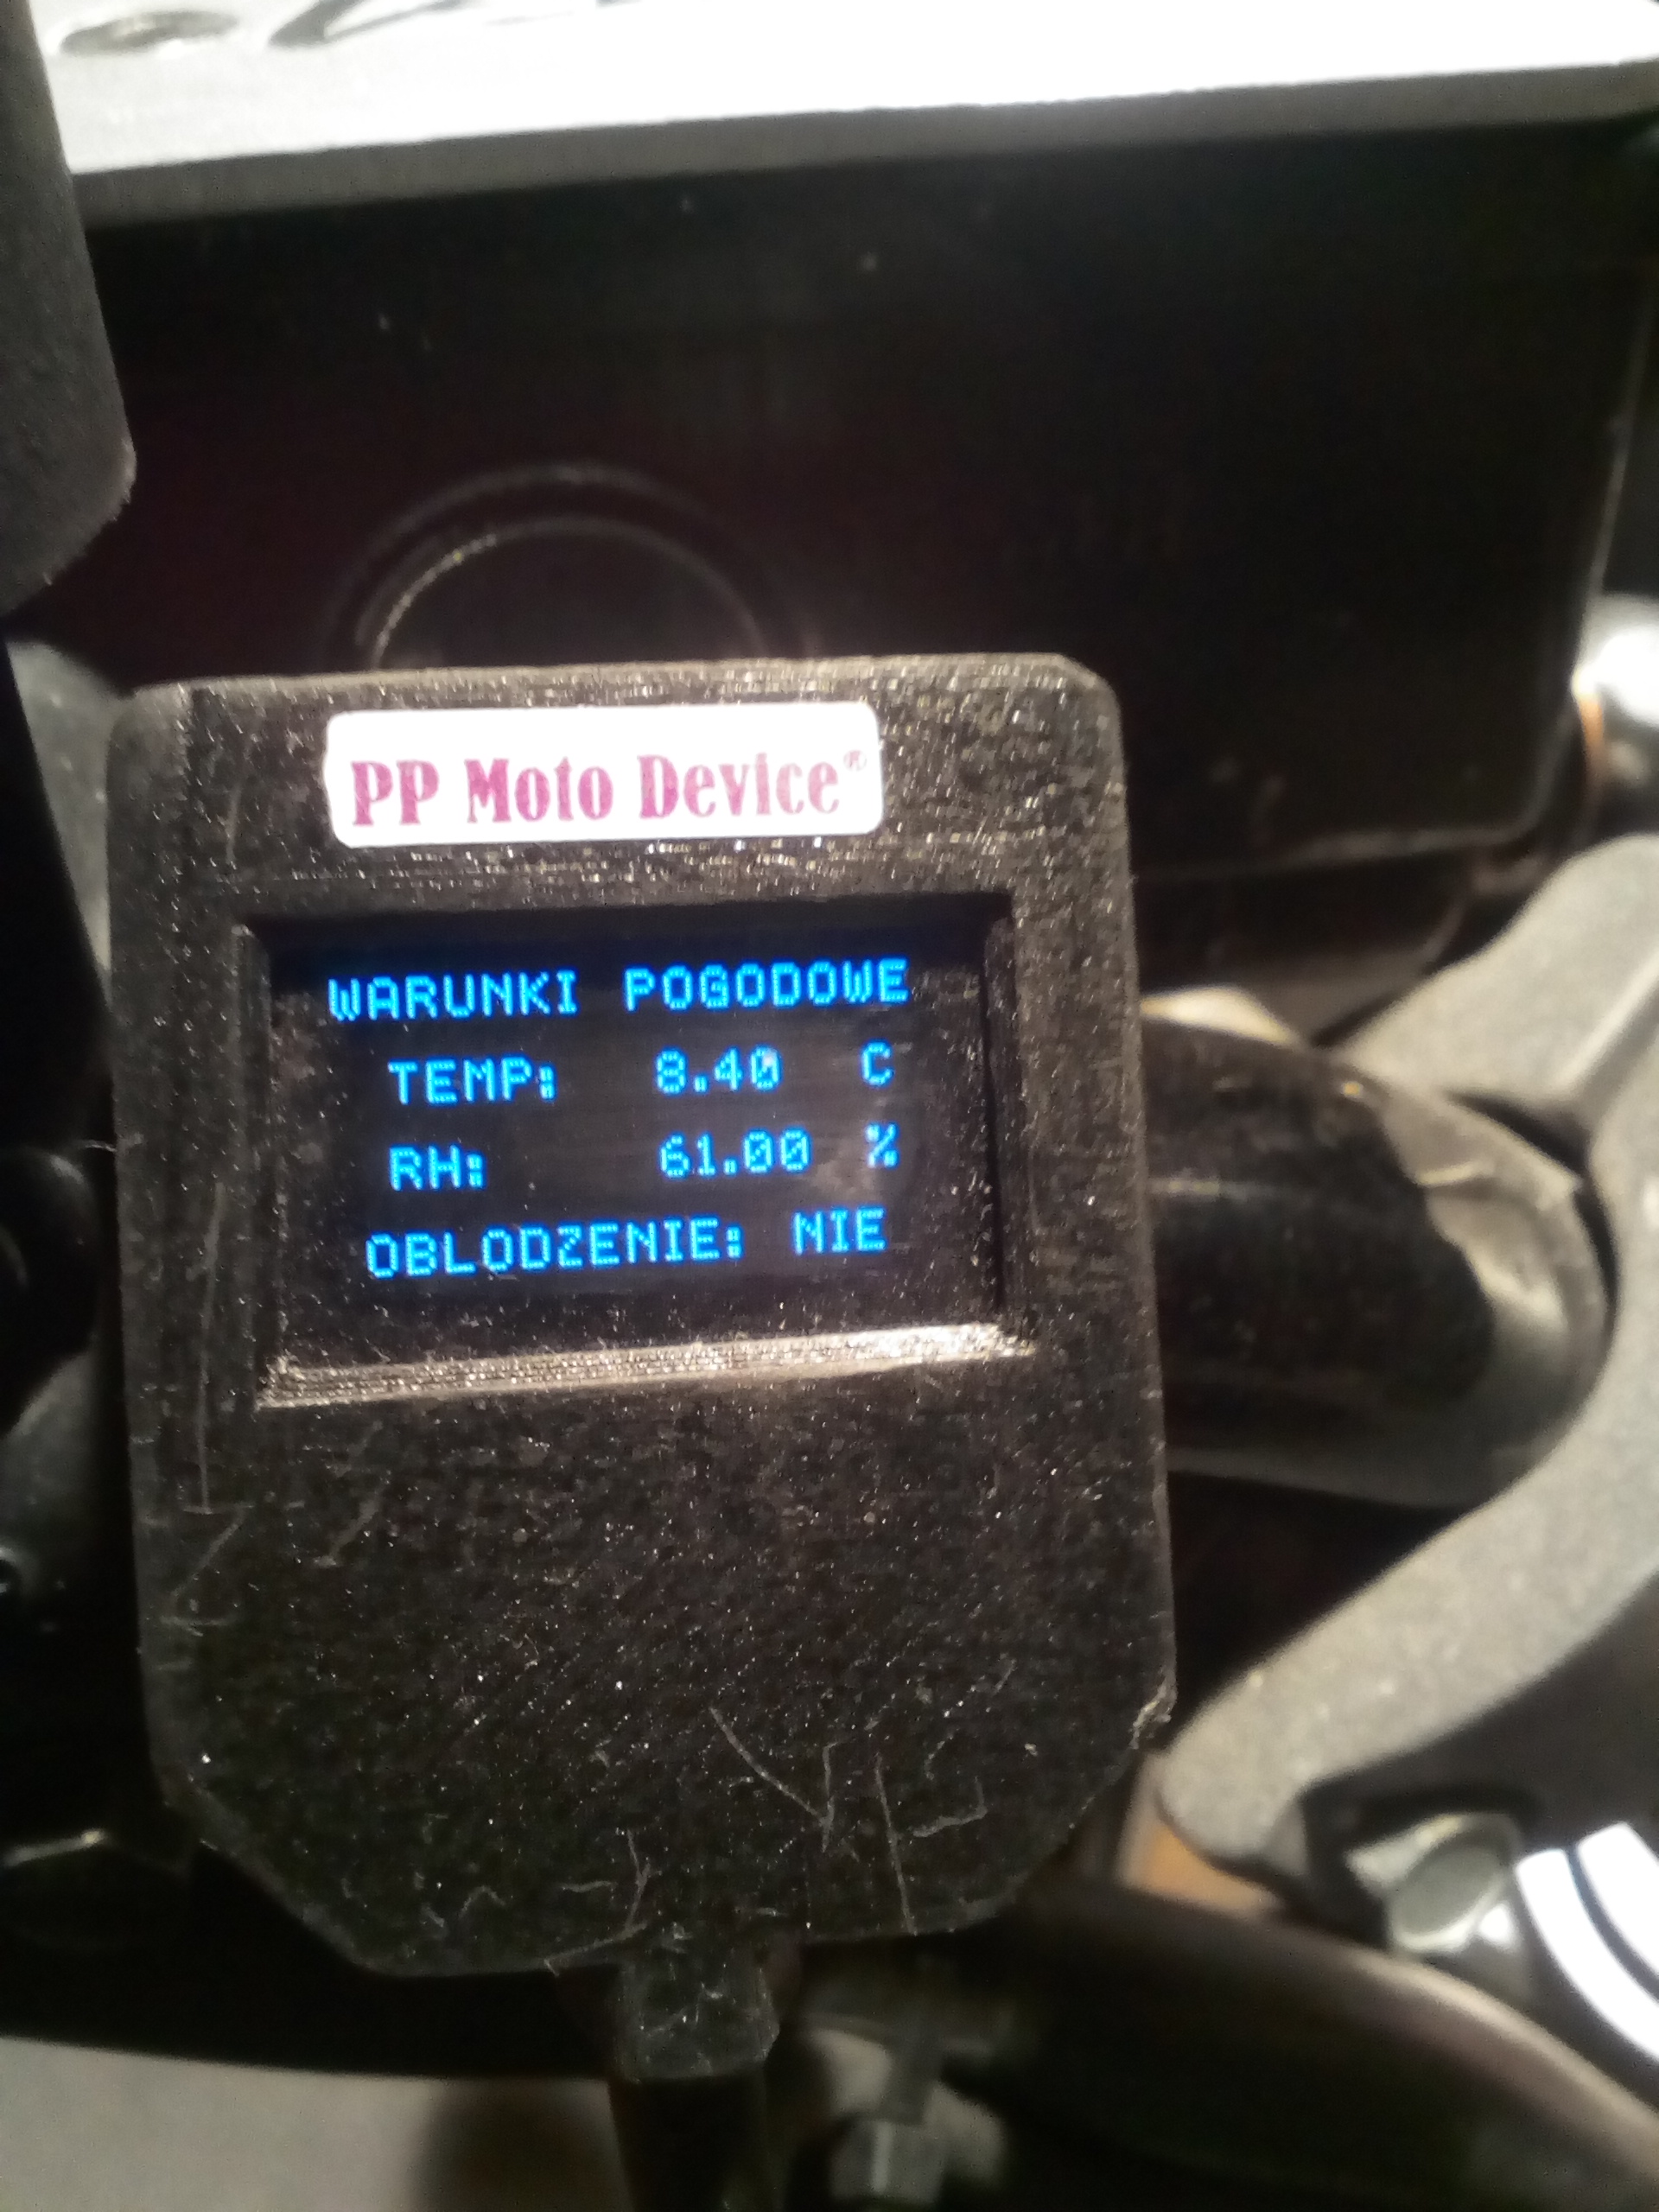 PP Moto Device®
WARUNKI POGODOWE
TEMP: 8.40 C
RH: 61.00 %
OBLODZENIE: NIE